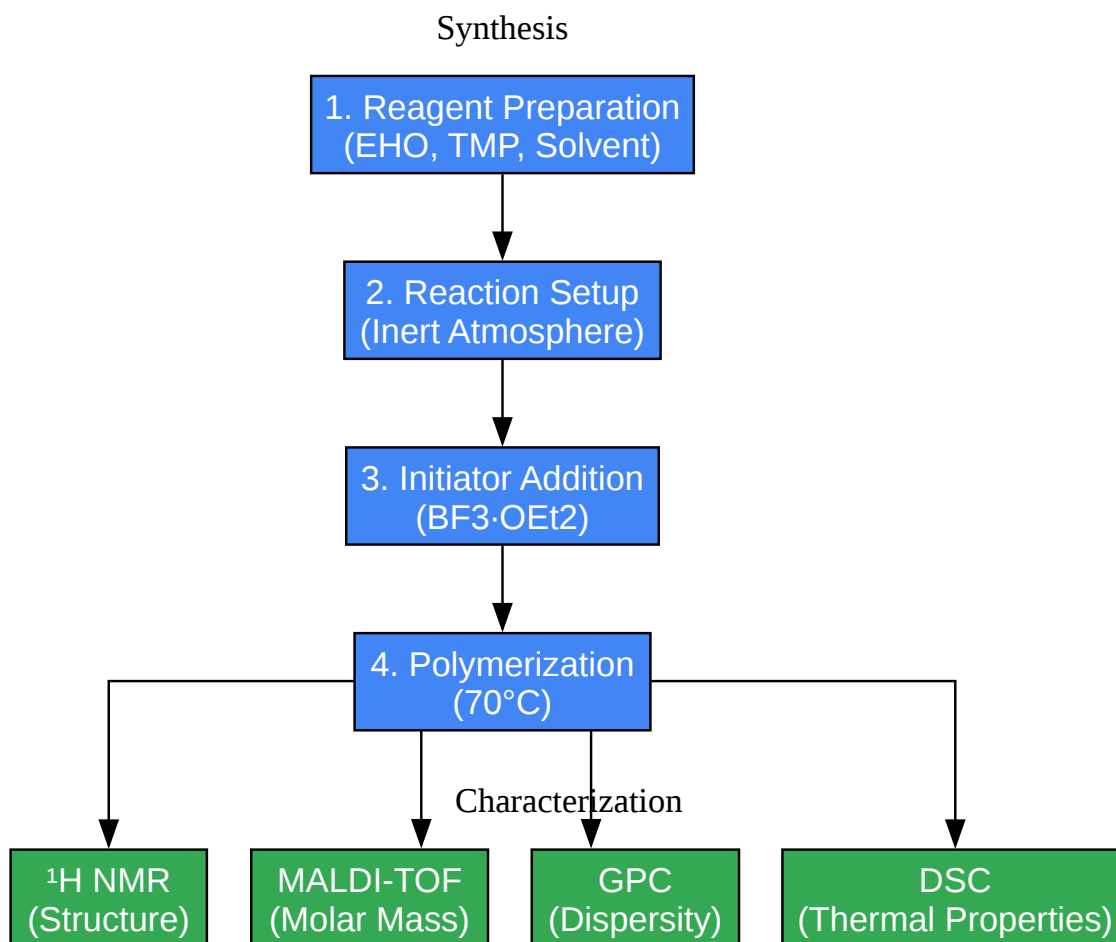 Synthesis
1. Reagent Preparation
(EHO, TMP, Solvent)
2. Reaction Setup
(Inert Atmosphere)
3. Initiator Addition
(BF3·OEt2)
4. Polymerization
(70°C)
Characterization
¹H NMR
(Structure)
MALDI-TOF
(Molar Mass)
GPC
(Dispersity)
DSC
(Thermal Properties)